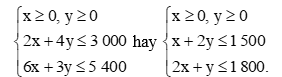 x ≥ 0, y ≥ 0 x ≥ 0, y ≥ 0
2x + 4y ≤ 3 000 hay x + 2y ≤ 1 500
6x + 3y ≤ 5 400 2x + y ≤ 1 800.